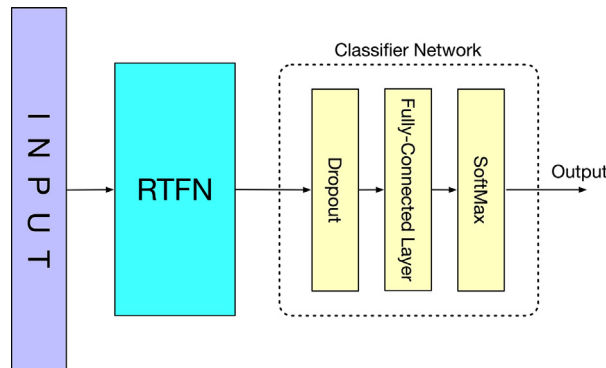 Classifier Network
INPUT
RTFN
Dropout
Fully-Connected Layer
SoftMax
Output